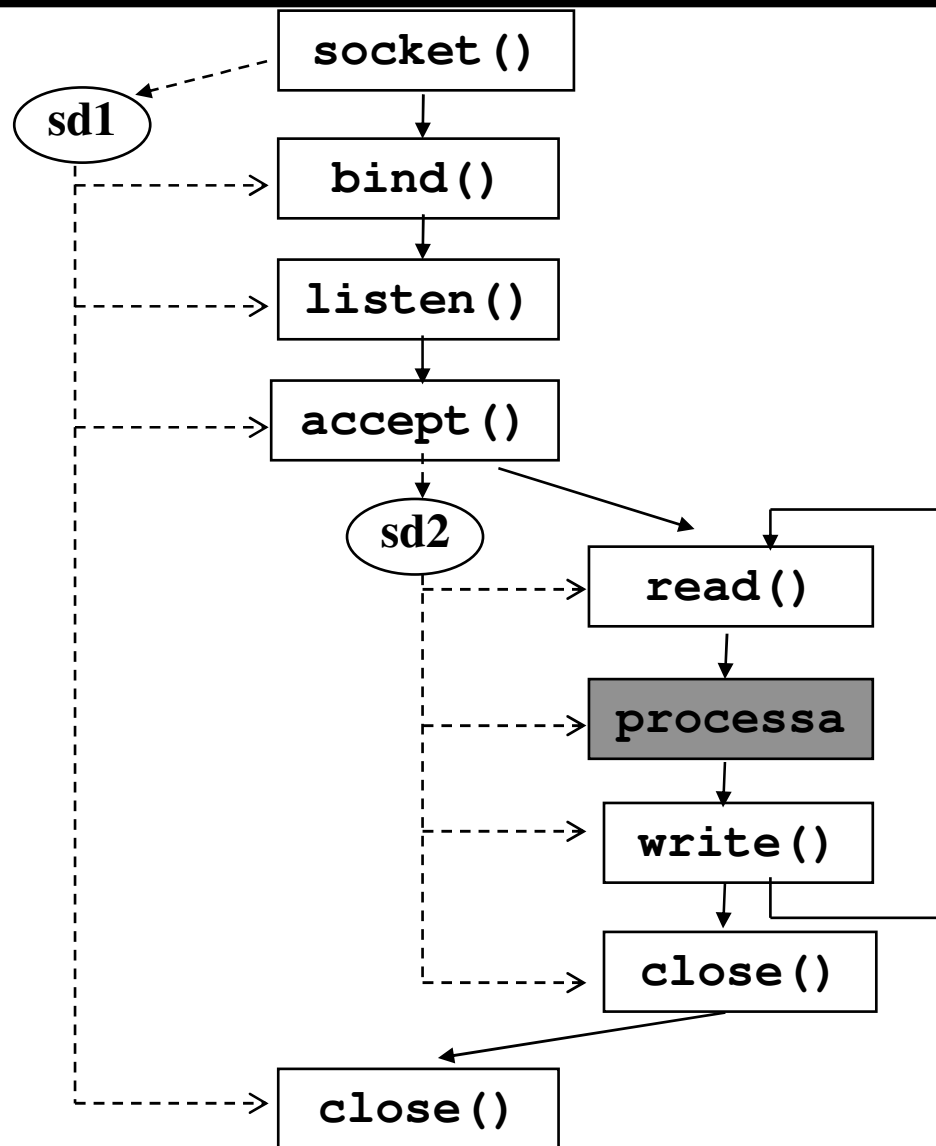 socket()
sd1
bind()
listen()
accept()
sd2
read()
processa
write()
close()
close()